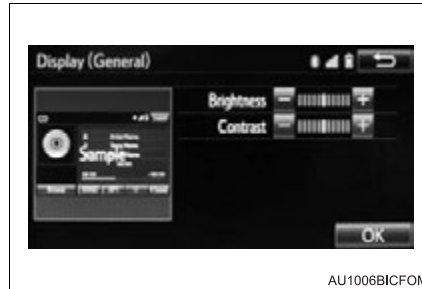 Display (General)
Brightness
Contrast
Sample
OK
AU1006BICFOM